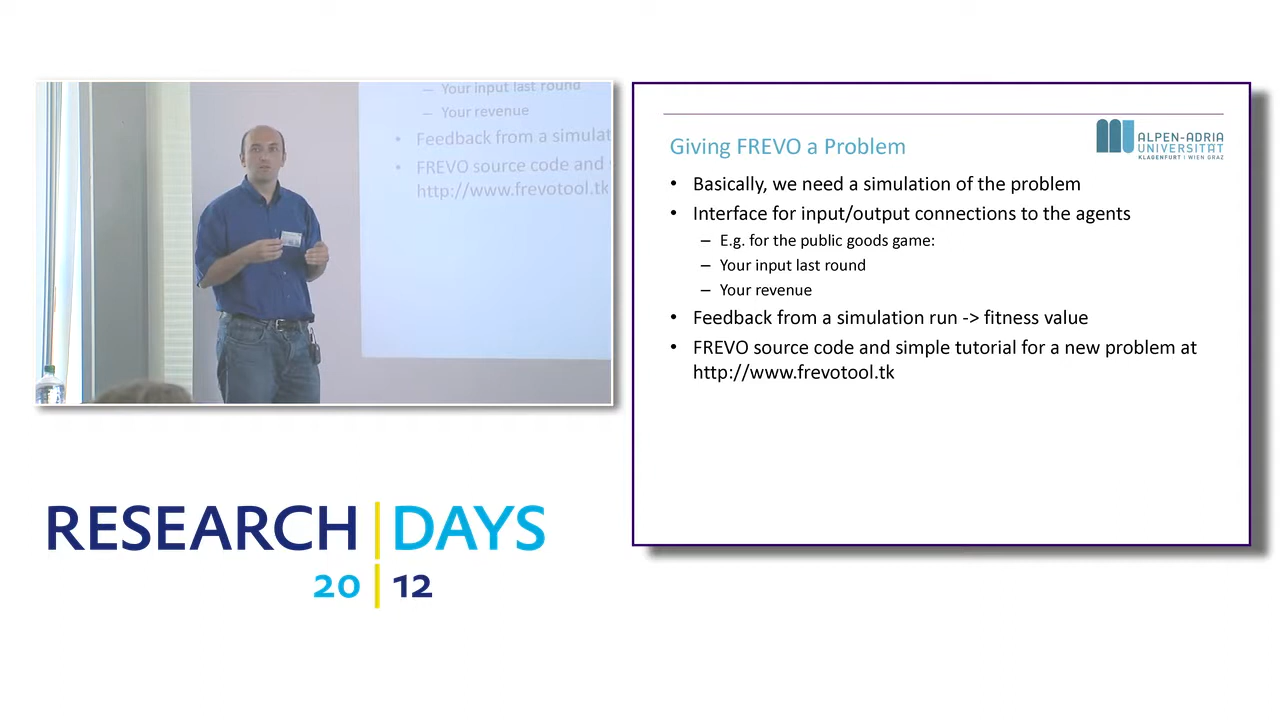 – Your input last round
– Your revenue
• Feedback from a simulat
• FREVO source code and
http://www.frevotool.tk
RESEARCH DAYS
20 12
ALPEN-ADRIA
UNIVERSITÄT
KLAGENFURT | WIEN GRAZ
Giving FREVO a Problem
• Basically, we need a simulation of the problem
• Interface for input/output connections to the agents
– E.g. for the public goods game:
– Your input last round
– Your revenue
• Feedback from a simulation run -> fitness value
• FREVO source code and simple tutorial for a new problem at
http://www.frevotool.tk